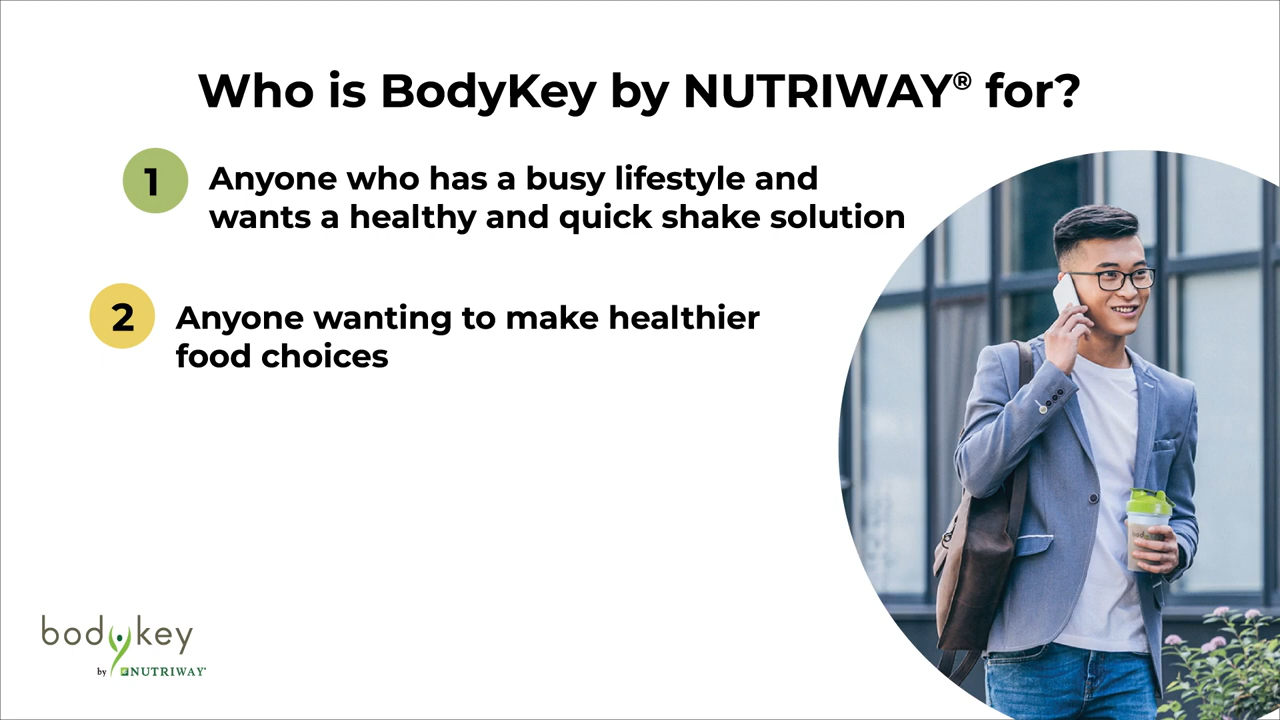 Who is BodyKey by NUTRIWAY® for?
1
Anyone who has a busy lifestyle and
wants a healthy and quick shake solution
2
Anyone wanting to make healthier
food choices
bodykey
by NUTRIWAY®